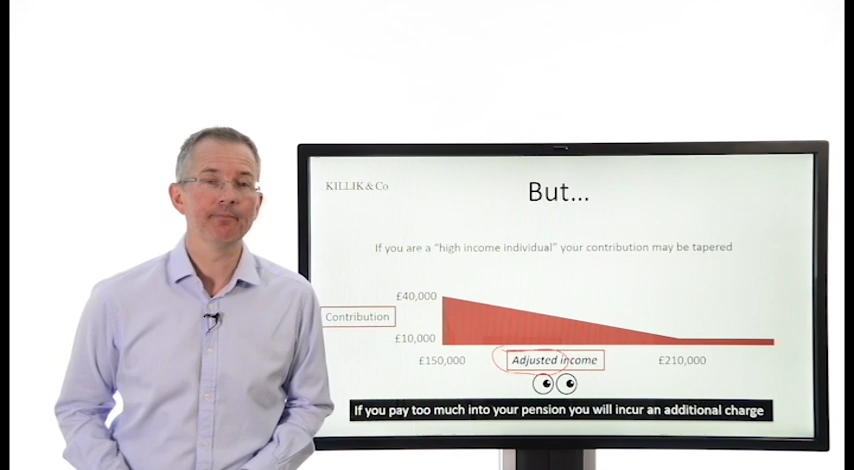 KILLIK & Co
But...
If you are a "high income individual" your contribution may be tapered
£40,000
Contribution
£10,000
£150,000
Adjusted income
£210,000
If you pay too much into your pension you will incur an additional charge